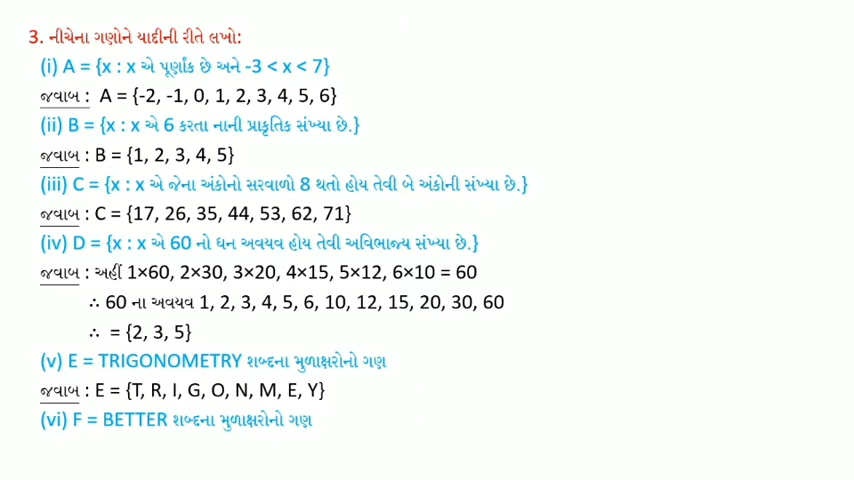 3. નીચેના ગણોને યાદીની રીતે લખો:
(i) A = {x : x એ પૂર્ણાંક છે અને -3 < x < 7}
જવાબ : A = {-2, -1, 0, 1, 2, 3, 4, 5, 6}
(ii) B = {x : x એ 6 કરતા નાની પ્રાકૃતિક સંખ્યા છે.}
જવાબ : B = {1, 2, 3, 4, 5}
(iii) C = {x : x એ જેના અંકોનો સરવાળો 8 થતો હોય તેવી બે અંકોની સંખ્યા છે.}
જવાબ : C = {17, 26, 35, 44, 53, 62, 71}
(iv) D = {x : x એ 60 નો ધન અવયવ હોય તેવી અવિભાજ્ય સંખ્યા છે.}
જવાબ : અહીં 1×60, 2×30, 3×20, 4×15, 5×12, 6×10 = 60
∴ 60 ના અવયવ 1, 2, 3, 4, 5, 6, 10, 12, 15, 20, 30, 60
∴ = {2, 3, 5}
(v) E = TRIGONOMETRY શબ્દના મુળાક્ષરોનો ગણ
જવાબ : E = {T, R, I, G, O, N, M, E, Y}
(vi) F = BETTER શબ્દના મુળાક્ષરોનો ગણ